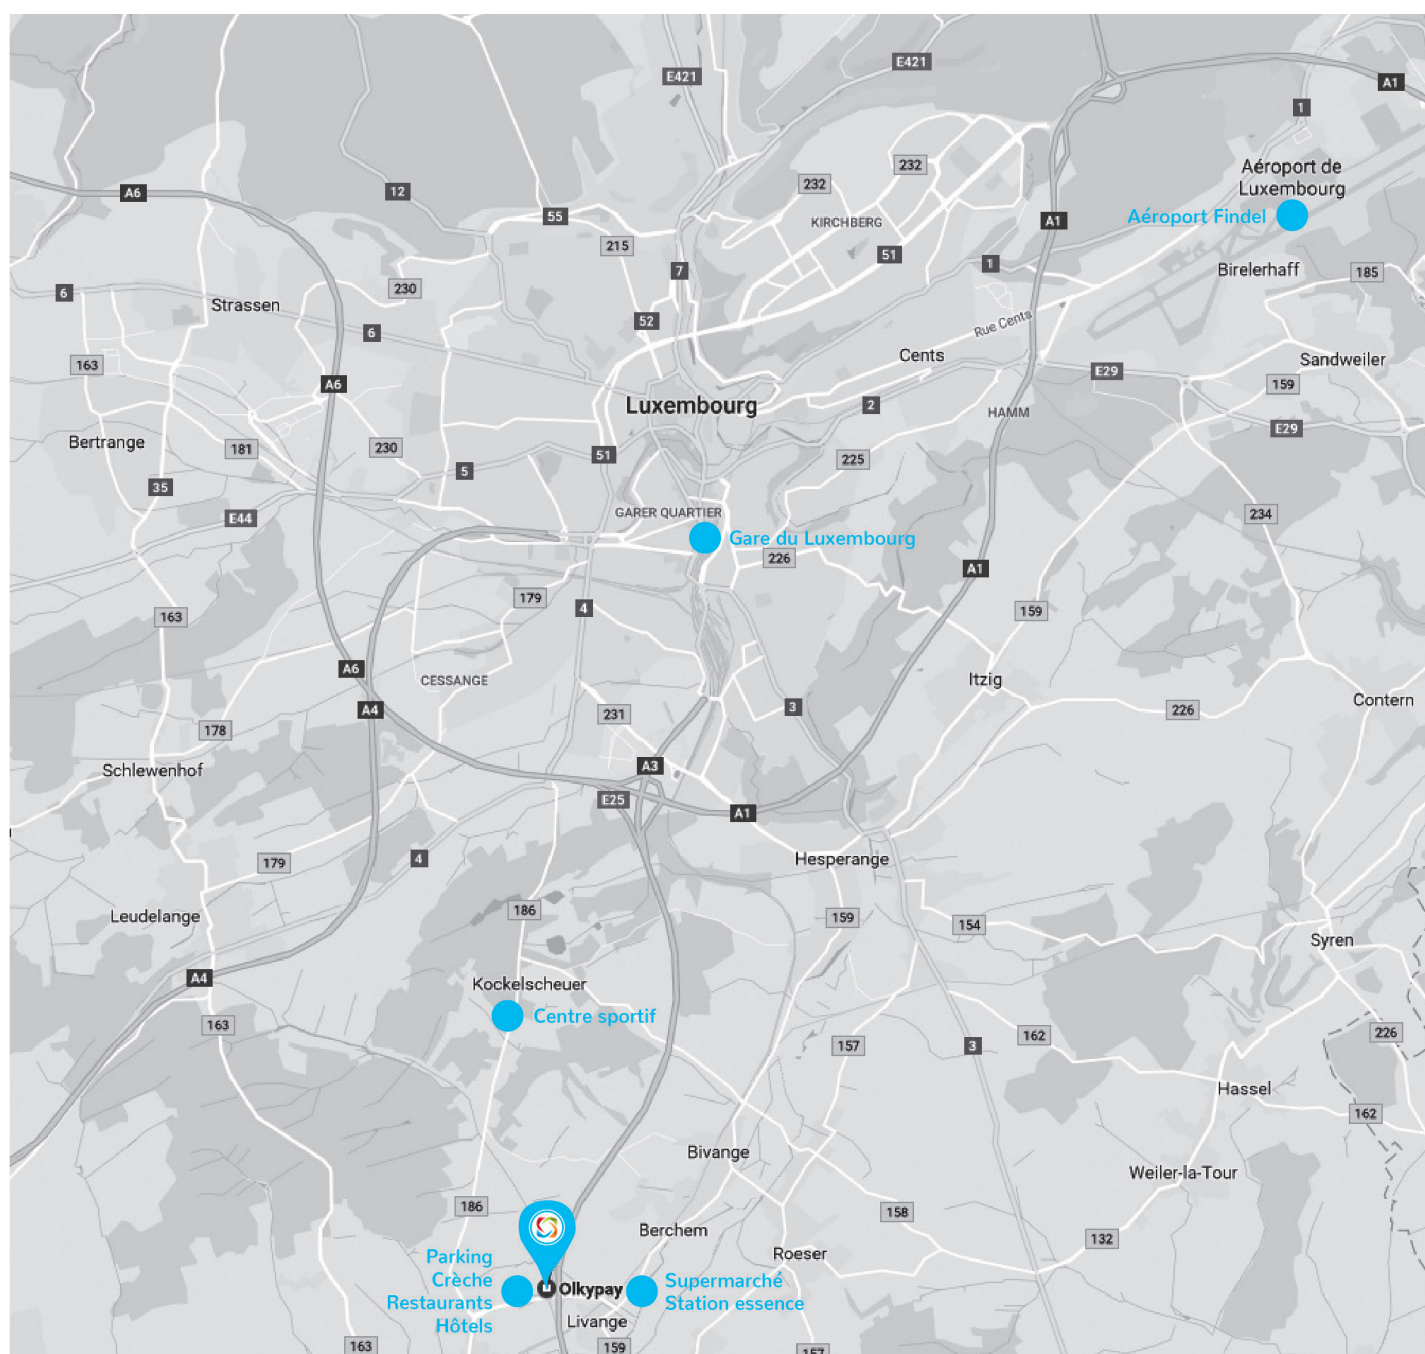 E421
E421
A1
1
232
232
Aéroport de
Luxembourg
A6
12
55
KIRCHBERG
A1
Aéroport Findel
215
51
7
1
Birelerhaff
185
230
6
Strassen
52
6
Rue Cents
Cents
Sandweiler
163
E29
159
A6
Luxembourg
2
HAMM
E29
Bertrange
181
230
51
225
5
35
E44
GARER QUARTIER
234
Gare du Luxembourg
226
A1
179
4
159
163
A6
CESSANGE
Itzig
Contern
A4
231
3
226
178
Schlewenhof
A3
E25
A1
4
179
Hesperange
186
159
154
Leudelange
Syren
A4
Kockelscheuer
Centre sportif
163
157
3
162
226
Hassel
162
Bivange
Weiler-la-Tour
186
158
Berchem
132
Roeser
Parking
Crèche
Restaurants
Hôtels
Olkypay
Supermarché
Station essence
Livange
163
159
157